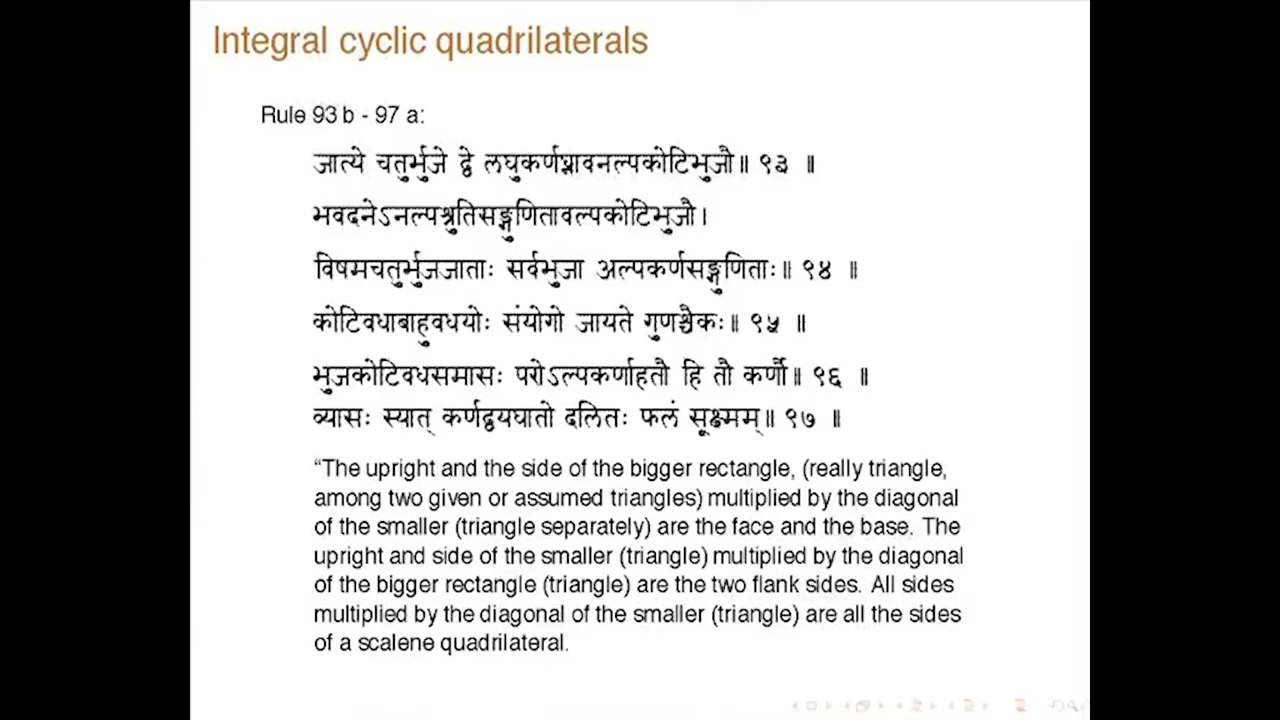 Integral cyclic quadrilaterals
Rule 93 b - 97 a:
जात्ये चतुर्भुजे द्वे लघुकर्णघ्नावनल्पकोटिभुजौ॥ ९३ ॥
भवदनेऽनल्पश्रुतिसङ्गुणितावल्पकोटिभुजौ।
विषमचतुर्भुजजाताः सर्वभुजा अल्पकर्णसङ्गुणिताः॥ ९४ ॥
कोटिवधाबाहुवधयोः संयोगो जायते गुणश्चैकः॥ ९५ ॥
भुजकोटिवधसमासः परोऽल्पकर्णाहतौ हि तौ कर्णौ॥ ९६ ॥
व्यासः स्यात् कर्णद्वयघातो दलितः फलं सूक्ष्मम्॥ ९७ ॥
“The upright and the side of the bigger rectangle, (really triangle,
among two given or assumed triangles) multiplied by the diagonal
of the smaller (triangle separately) are the face and the base. The
upright and side of the smaller (triangle) multiplied by the diagonal
of the bigger rectangle (triangle) are the two flank sides. All sides
multiplied by the diagonal of the smaller (triangle) are all the sides
of a scalene quadrilateral.